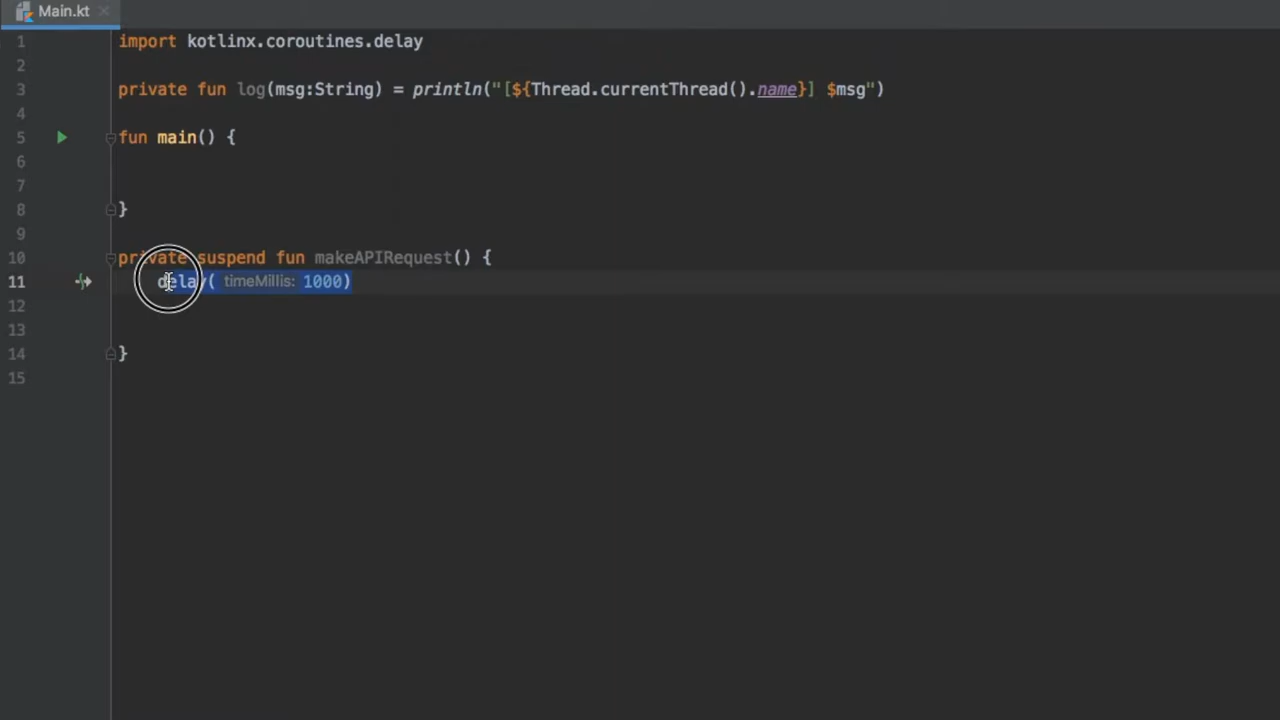 Main.kt
1 import kotlinx.coroutines.delay
2
3 private fun log(msg:String) = println("[${Thread.currentThread().name}] $msg")
4
5 fun main() {
6
7
8 }
9
10 private suspend fun makeAPIRequest() {
11 delay( timeMillis: 1000)
12
13
14 }
15